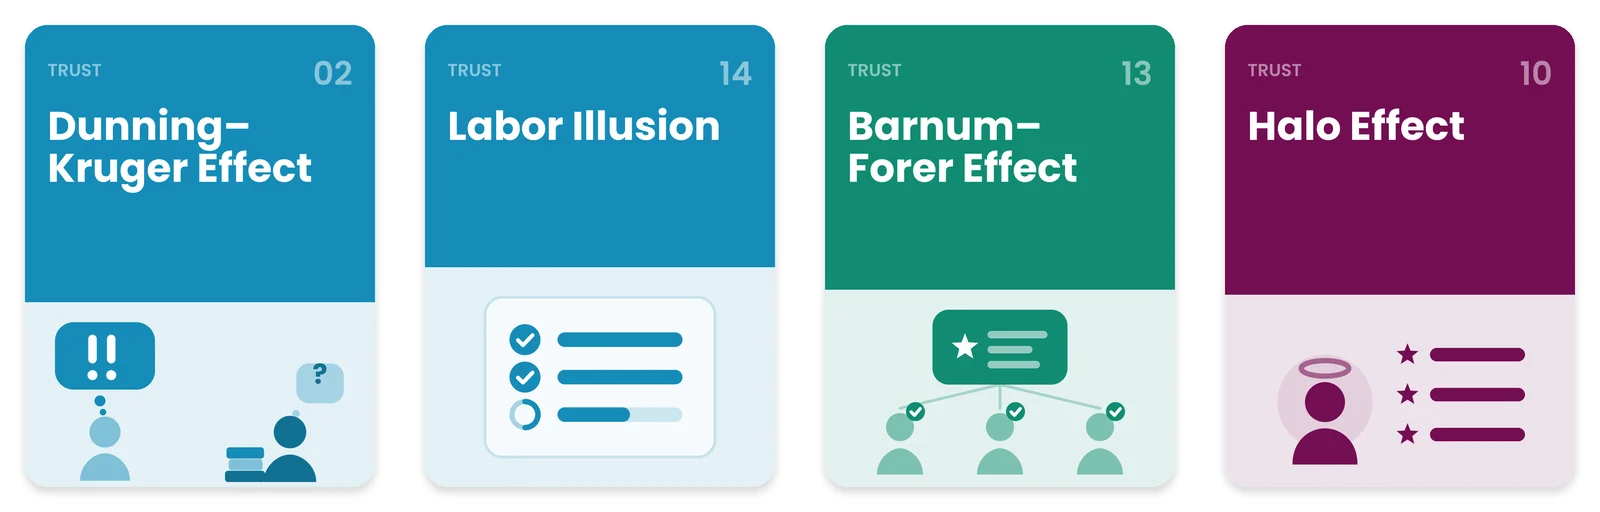 TRUST
02
Dunning–
Kruger Effect
!!
?
TRUST
14
Labor Illusion
TRUST
13
Barnum–
Forer Effect
TRUST
10
Halo Effect